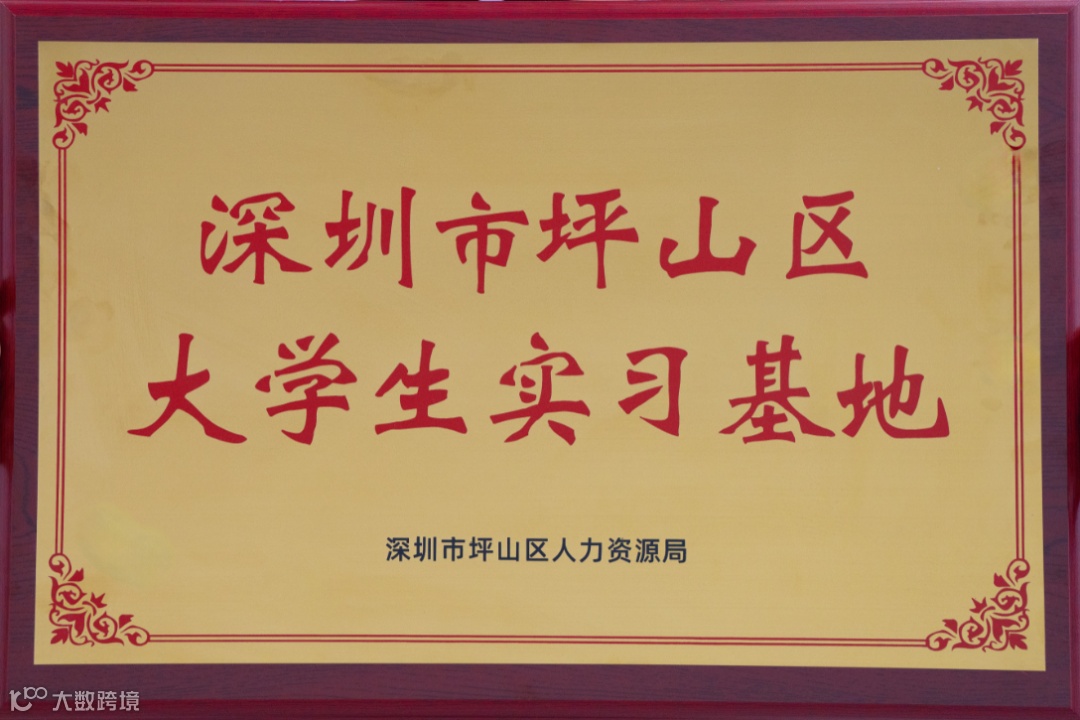 深圳市坪山区
大学生实习基地
深圳市坪山区人力资源局
大数跨境